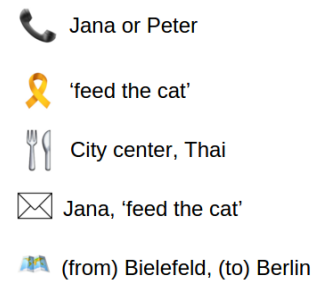 Jana or Peter
‘feed the cat’
City center, Thai
Jana, ‘feed the cat’
(from) Bielefeld, (to) Berlin